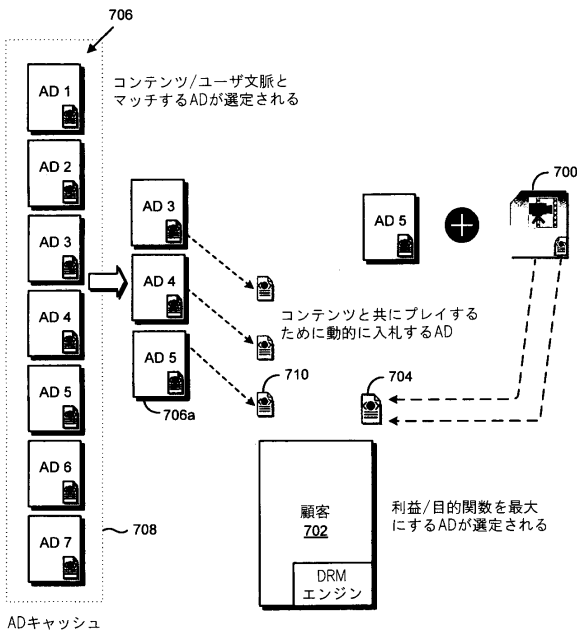 706
AD 1
AD 2
AD 3
AD 4
AD 5
AD 6
AD 7
708
ADキャッシュ
コンテンツ/ユーザ文脈と
マッチするADが選定される
AD 3
AD 4
AD 5
706a
コンテンツと共にプレイする
ために動的に入札するAD
710
AD 5
700
704
顧客
702
DRM
エンジン
利益/目的関数を最大
にするADが選定される